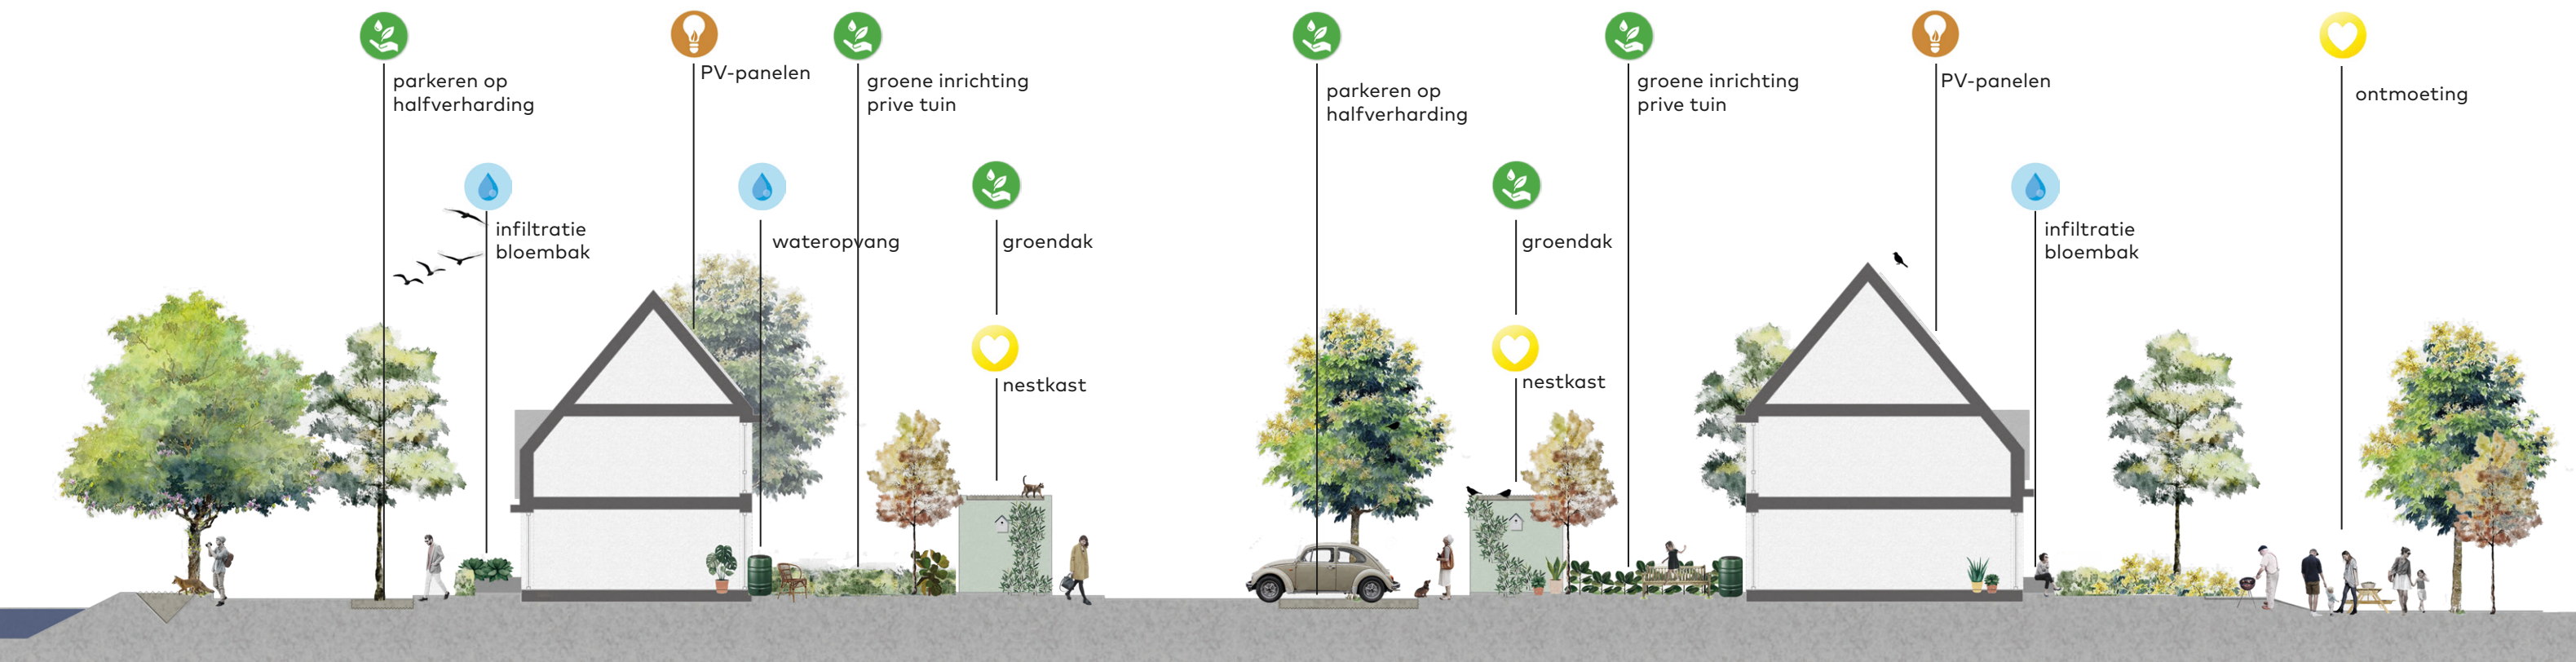 parkeren op
halfverharding
PV-panelen
groene inrichting
prive tuin
parkeren op
halfverharding
groene inrichting
prive tuin
PV-panelen
ontmoeting
infiltratie
bloembak
wateropvang
groendak
groendak
infiltratie
bloembak
nestkast
nestkast